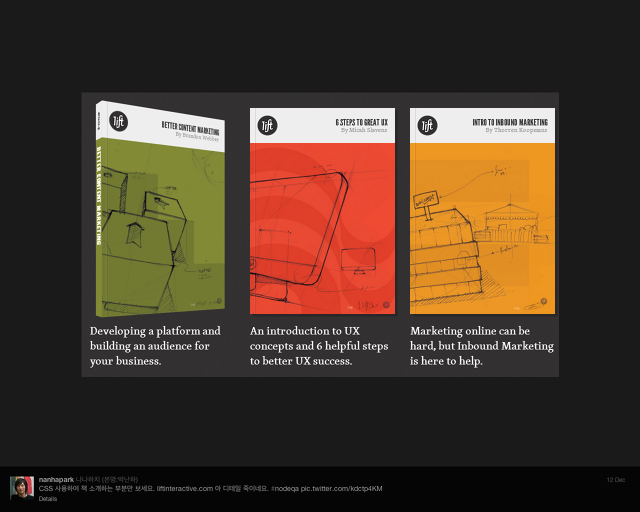 lift
BETTER CONTENT MARKETING
By Brandon Webber
BETTER CONTENT MARKETING
lift
6 STEPS TO GREAT UX
By Micah Slavens
lift
INTRO TO INBOUND MARKETING
By Thorren Koopmans
Developing a platform and
building an audience for
your business.
An introduction to UX
concepts and 6 helpful steps
to better UX success.
Marketing online can be
hard, but Inbound Marketing
is here to help.
nanhapark 나나하치 (본명:박난하)
12 Dec
CSS 사용하여 책 소개하는 부분만 보세요. liftinteractive.com 아 디테일 죽이네요. #nodeqa pic.twitter.com/kdctp4KM
Details